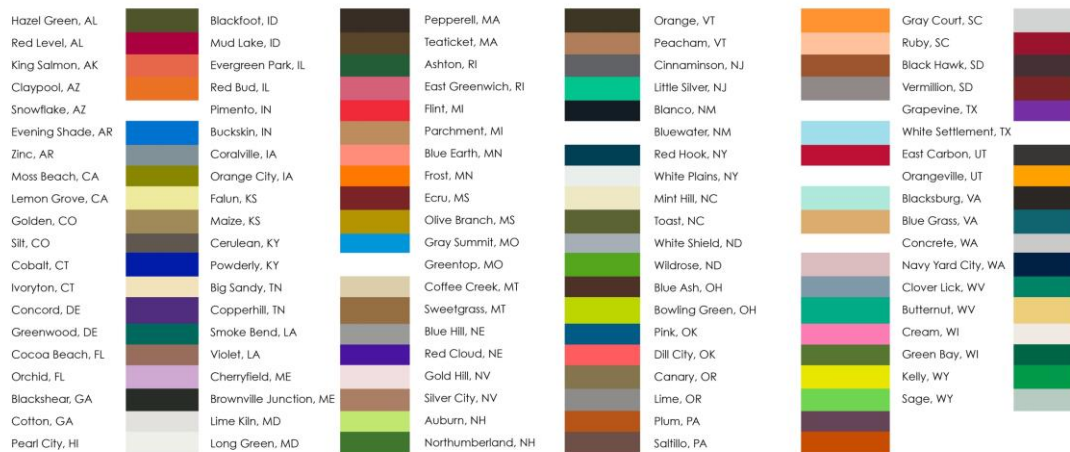 Hazel Green, AL
Red Level, AL
King Salmon, AK
Claypool, AZ
Snowflake, AZ
Evening Shade, AR
Zinc, AR
Moss Beach, CA
Lemon Grove, CA
Golden, CO
Silt, CO
Cobalt, CT
Ivoryton, CT
Concord, DE
Greenwood, DE
Cocoa Beach, FL
Orchid, FL
Blackshear, GA
Cotton, GA
Pearl City, HI
Blackfoot, ID
Mud Lake, ID
Evergreen Park, IL
Red Bud, IL
Pimento, IN
Buckskin, IN
Coralville, IA
Orange City, IA
Falun, KS
Maize, KS
Cerulean, KY
Powderly, KY
Big Sandy, TN
Copperhill, TN
Smoke Bend, LA
Violet, LA
Cherryfield, ME
Brownville Junction, ME
Lime Kiln, MD
Long Green, MD
Pepperell, MA
Teaticket, MA
Ashton, RI
East Greenwich, RI
Flint, MI
Parchment, MI
Blue Earth, MN
Frost, MN
Ecru, MS
Olive Branch, MS
Gray Summit, MO
Greentop, MO
Coffee Creek, MT
Sweetgrass, MT
Blue Hill, NE
Red Cloud, NE
Gold Hill, NV
Silver City, NV
Auburn, NH
Northumberland, NH
Orange, VT
Peacham, VT
Cinnaminson, NJ
Little Silver, NJ
Blanco, NM
Bluewater, NM
Red Hook, NY
White Plains, NY
Mint Hill, NC
Toast, NC
White Shield, ND
Wildrose, ND
Blue Ash, OH
Bowling Green, OH
Pink, OK
Dill City, OK
Canary, OR
Lime, OR
Plum, PA
Saltillo, PA
Gray Court, SC
Ruby, SC
Black Hawk, SD
Vermillion, SD
Grapevine, TX
White Settlement, TX
East Carbon, UT
Orangeville, UT
Blacksburg, VA
Blue Grass, VA
Concrete, WA
Navy Yard City, WA
Clover Lick, WV
Butternut, WV
Cream, WI
Green Bay, WI
Kelly, WY
Sage, WY